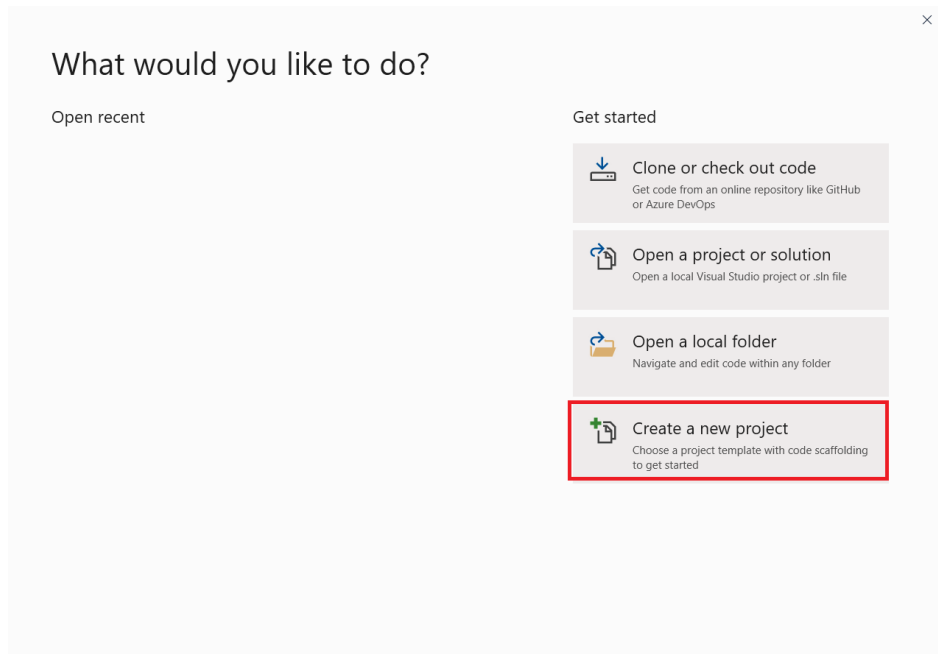 What would you like to do?
Open recent
Get started
Clone or check out code
Get code from an online repository like GitHub
or Azure DevOps
Open a project or solution
Open a local Visual Studio project or .sln file
Open a local folder
Navigate and edit code within any folder
Create a new project
Choose a project template with code scaffolding
to get started